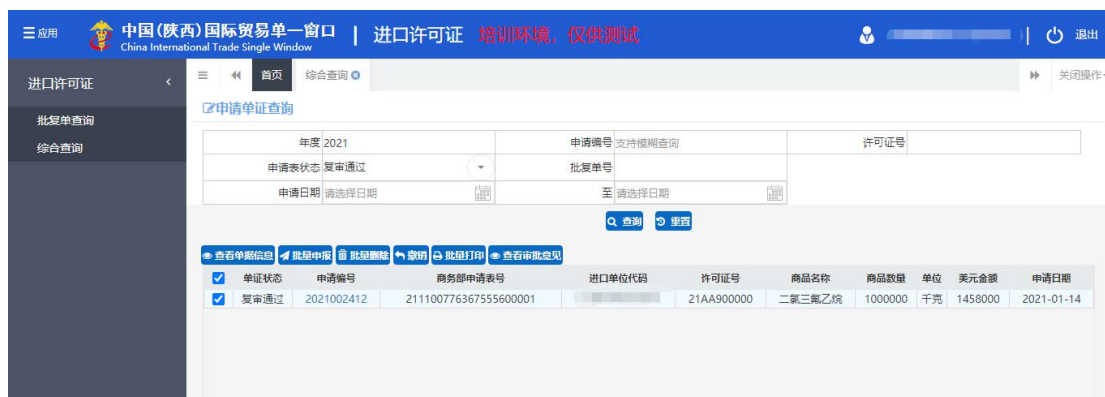 应用 中国(陕西)国际贸易单一窗口 | 进口许可证 培训环境，仅供测试 退出
China International Trade Single Window
进口许可证 首页 综合查询 关闭操作
批复单查询
综合查询
申请单证查询
年度 2021 申请编号 支持模糊查询 许可证号
申请表状态 复审通过 批复单号
申请日期 请选择日期 至 请选择日期
查询 重置
查看单据信息 批量申报 批量删除 撤销 批量打印 查看审批意见
单证状态 申请编号 商务部申请表号 进口单位代码 许可证号 商品名称 商品数量 单位 美元金额 申请日期
复审通过 2021002412 211100776367555600001 21AA900000 二氯三氟乙烷 1000000 千克 1458000 2021-01-14